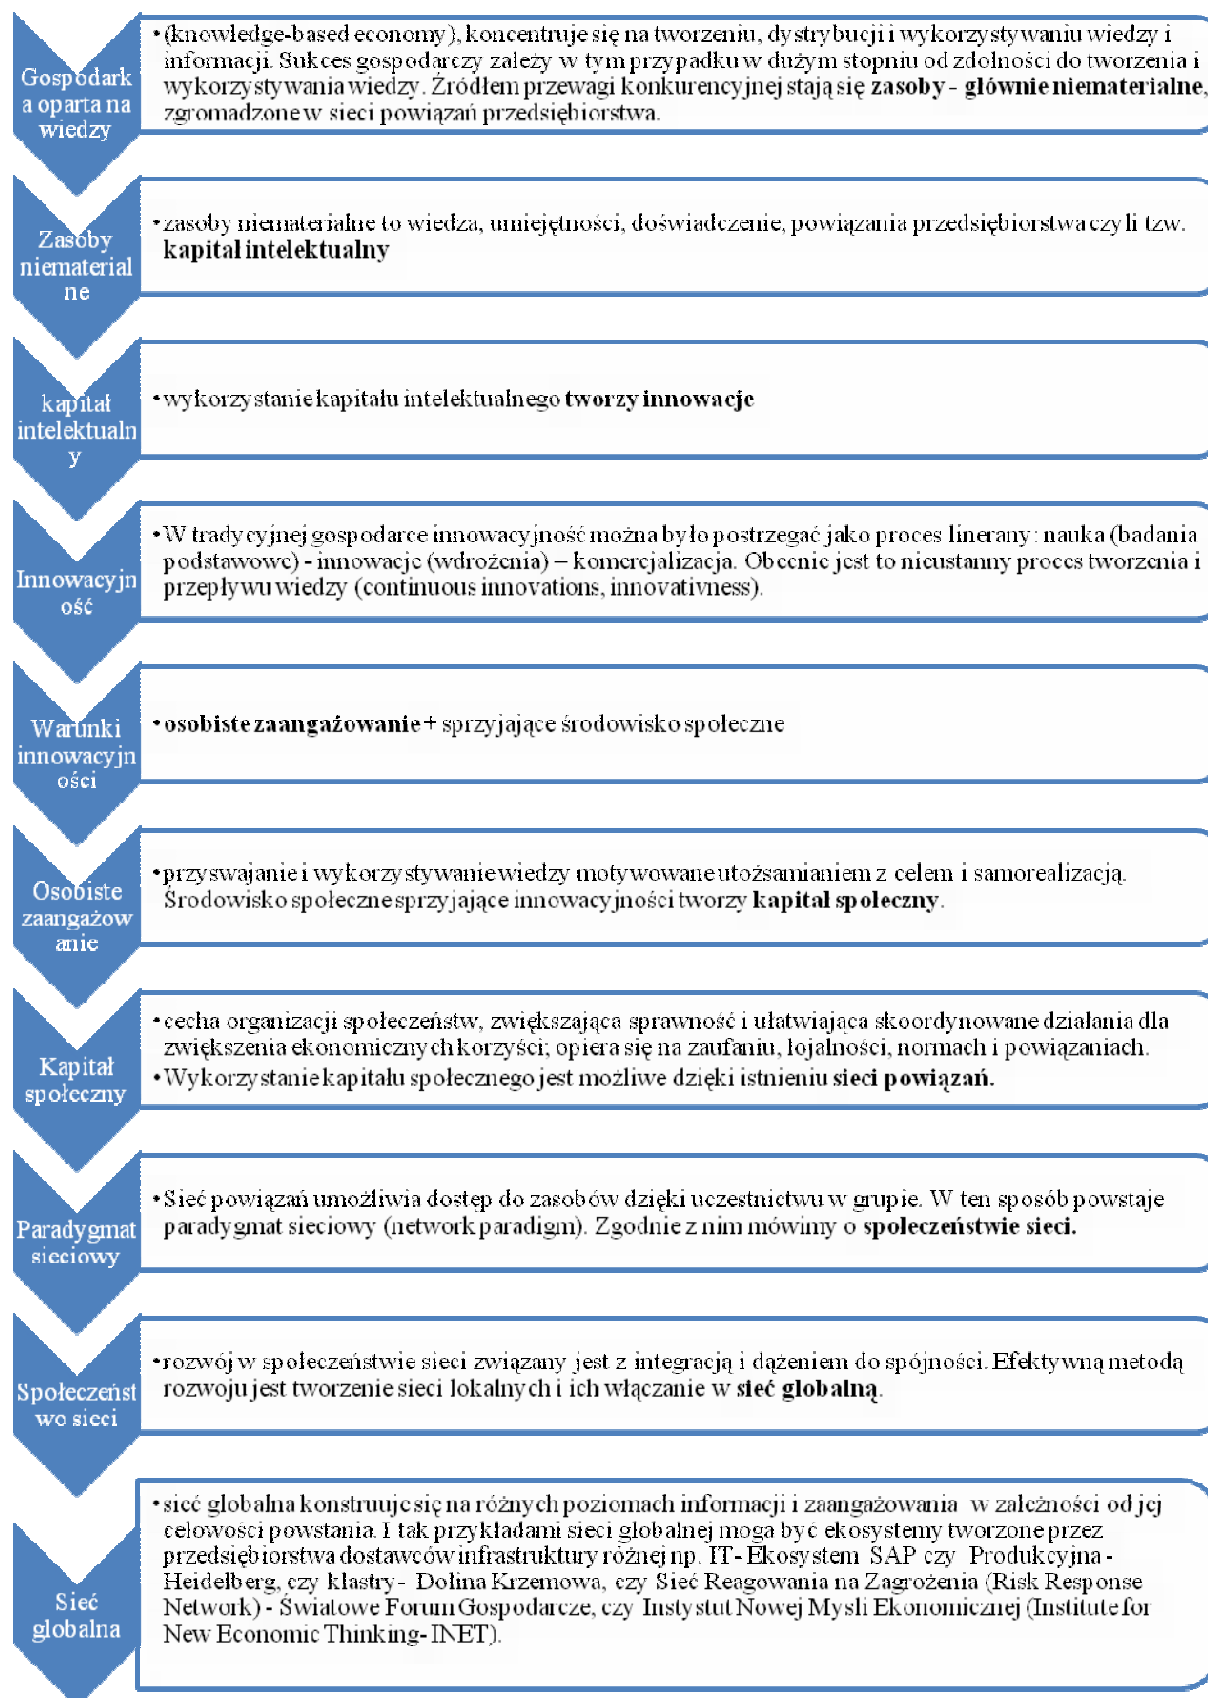 Gospodark
a oparta na
wiedzy
• (knowledge-based economy), koncentruje się na tworzeniu, dystrybucji i wykorzystywaniu wiedzy i
informacji. Sukces gospodarczy zależy w tym przypadku w dużym stopniu od zdolności do tworzenia i
wykorzystywania wiedzy. Źródłem przewagi konkurencyjnej stają się zasoby - głównie niematerialne,
zgromadzone w sieci powiązań przedsiębiorstwa.
Zasoby
niematerial
ne
• zasoby niematerialne to wiedza, umiejętności, doświadczenie, powiązania przedsiębiorstwa czyli tzw.
kapitał intelektualny
kapitał
intelektualn
y
• wykorzystanie kapitału intelektualnego tworzy innowacje
Innowacyjn
ość
• W tradycyjnej gospodarce innowacyjność można było postrzegać jako proces linerany: nauka (badania
podstawowe) - innowacje (wdrożenia) – komercjalizacja. Obecnie jest to nieustanny proces tworzenia i
przepływu wiedzy (continuous innovations, innovativness).
Warunki
innowacyjn
ości
• osobiste zaangażowanie + sprzyjające środowisko społeczne
Osobiste
zaangażow
anie
• przyswajanie i wykorzystywanie wiedzy motywowane utożsamianiem z celem i samorealizacją.
Środowisko społeczne sprzyjające innowacyjności tworzy kapitał społeczny.
Kapitał
społeczny
• cecha organizacji społeczeństw, zwiększająca sprawność i ułatwiająca skoordynowane działania dla
zwiększenia ekonomicznych korzyści; opiera się na zaufaniu, lojalności, normach i powiązaniach.
• Wykorzystanie kapitału społecznego jest możliwe dzięki istnieniu sieci powiązań.
Paradygmat
sieciowy
• Sieć powiązań umożliwia dostęp do zasobów dzięki uczestnictwu w grupie. W ten sposób powstaje
paradygmat sieciowy (network paradigm). Zgodnie z nim mówimy o społeczeństwie sieci.
Społeczeńst
wo sieci
• rozwój w społeczeństwie sieci związany jest z integracją i dążeniem do spójności. Efektywną metodą
rozwoju jest tworzenie sieci lokalnych i ich włączanie w sieć globalną.
Sieć
globalna
• sieć globalna konstruuje się na różnych poziomach informacji i zaangażowania w zależności od jej
celowości powstania. I tak przykładami sieci globalnej moga być ekosystemy tworzone przez
przedsiębiorstwa dostawców infrastruktury różnej np. IT- Ekosystem SAP czy Produkcyjna -
Heidelberg, czy klastry - Dolina Krzemowa, czy Sieć Reagowania na Zagrożenia (Risk Response
Network) - Światowe Forum Gospodarcze, czy Instystut Nowej Mysli Ekonomicznej (Institute for
New Economic Thinking- INET).